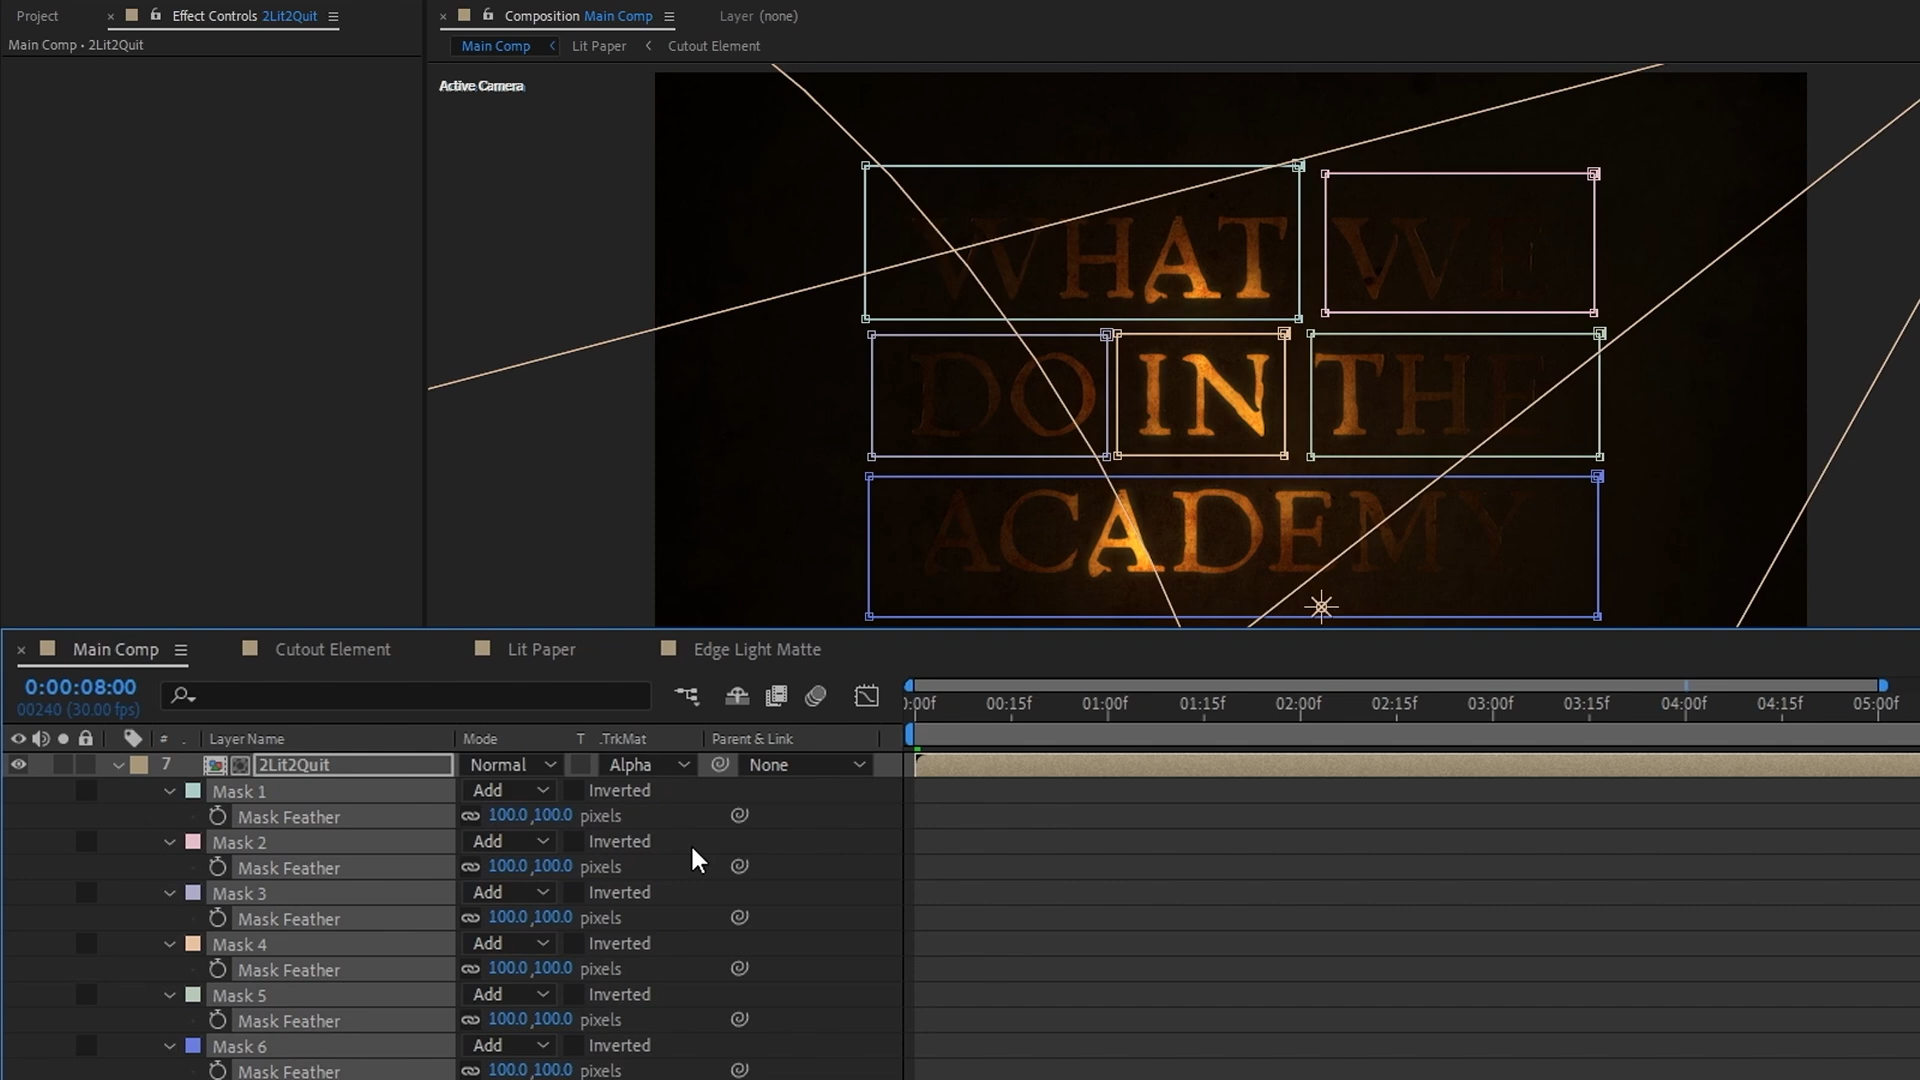 Project
Effect Controls 2Lit2Quit
Composition Main Comp
Layer (none)
Main Comp • 2Lit2Quit
Main Comp
Lit Paper
Cutout Element
Active Camera
WHAT WE
DO IN THE
ACADEMY
Main Comp
Cutout Element
Lit Paper
Edge Light Matte
0:00:08:00
00240 (30.00 fps)
0:00f 00:15f 01:00f 01:15f 02:00f 02:15f 03:00f 03:15f 04:00f 04:15f 05:00f
# . Layer Name Mode T .TrkMat Parent & Link
7 2Lit2Quit Normal Alpha None
Mask 1 Add Inverted
Mask Feather 100.0,100.0 pixels
Mask 2 Add Inverted
Mask Feather 100.0,100.0 pixels
Mask 3 Add Inverted
Mask Feather 100.0,100.0 pixels
Mask 4 Add Inverted
Mask Feather 100.0,100.0 pixels
Mask 5 Add Inverted
Mask Feather 100.0,100.0 pixels
Mask 6 Add Inverted
Mask Feather 100.0,100.0 pixels